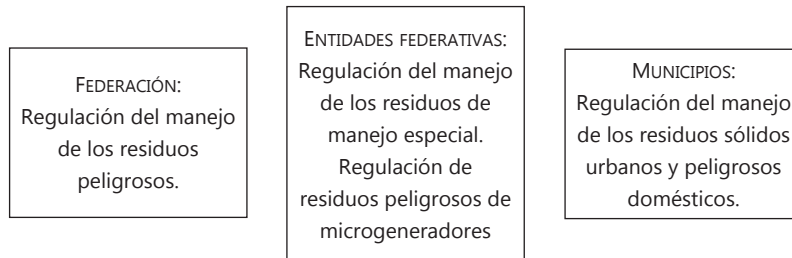 FEDERACIÓN:
Regulación del manejo
de los residuos
peligrosos.
ENTIDADES FEDERATIVAS:
Regulación del manejo
de los residuos de
manejo especial.
Regulación de
residuos peligrosos de
microgeneradores
MUNICIPIOS:
Regulación del manejo
de los residuos sólidos
urbanos y peligrosos
domésticos.